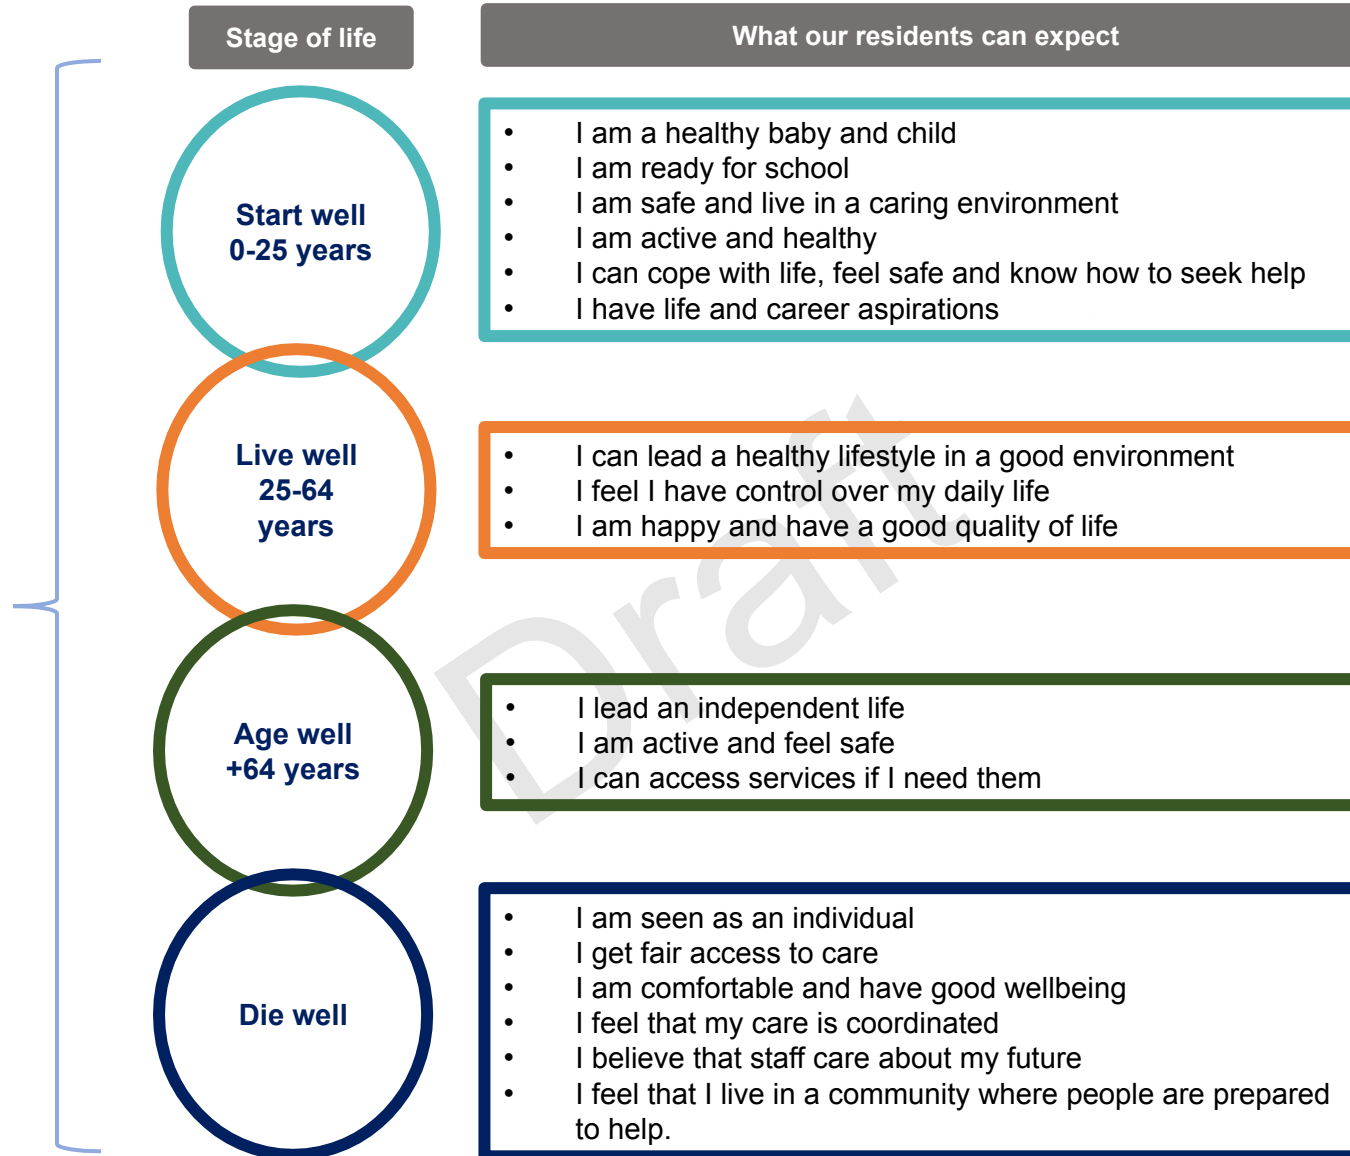 Stage of life
What our residents can expect
Start well
0-25 years
• I am a healthy baby and child
• I am ready for school
• I am safe and live in a caring environment
• I am active and healthy
• I can cope with life, feel safe and know how to seek help
• I have life and career aspirations
Live well
25-64
years
• I can lead a healthy lifestyle in a good environment
• I feel I have control over my daily life
• I am happy and have a good quality of life
Draft
Age well
+64 years
• I lead an independent life
• I am active and feel safe
• I can access services if I need them
Die well
• I am seen as an individual
• I get fair access to care
• I am comfortable and have good wellbeing
• I feel that my care is coordinated
• I believe that staff care about my future
• I feel that I live in a community where people are prepared
to help.